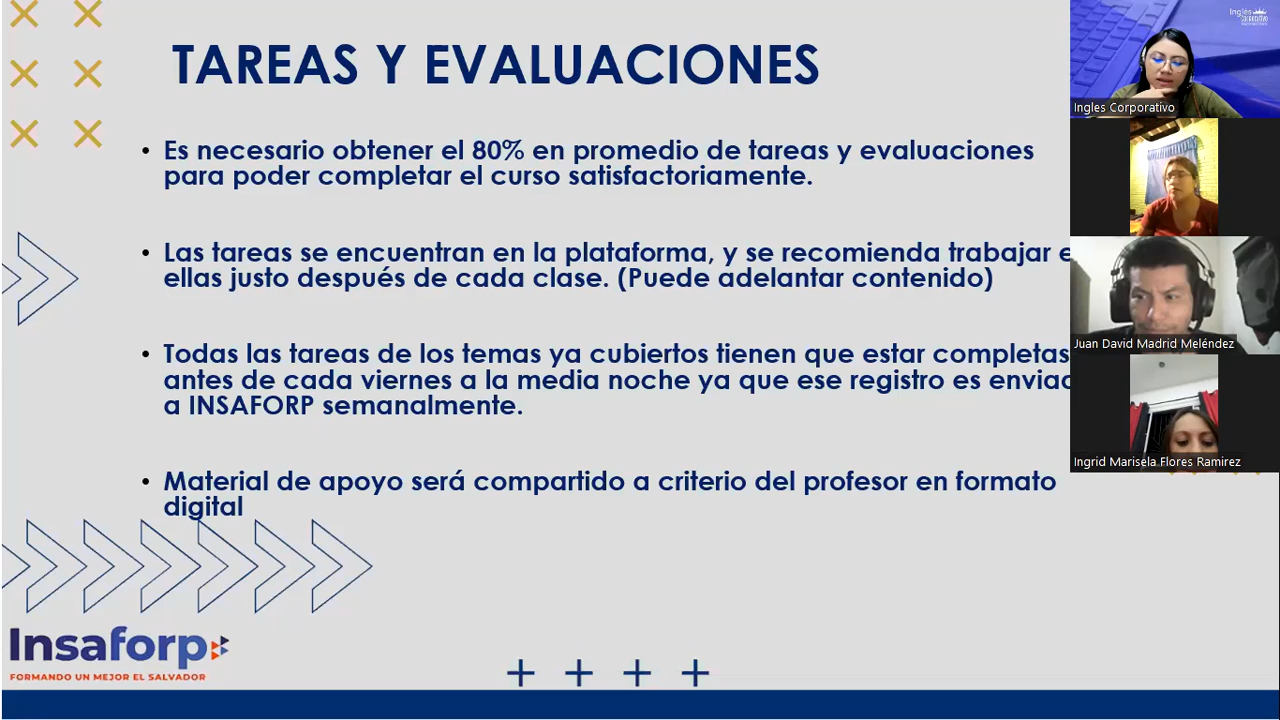 TAREAS Y EVALUACIONES
• Es necesario obtener el 80% en promedio de tareas y evaluaciones
para poder completar el curso satisfactoriamente.
• Las tareas se encuentran en la plataforma, y se recomienda trabajar
ellas justo después de cada clase. (Puede adelantar contenido)
• Todas las tareas de los temas ya cubiertos tienen que estar completas
antes de cada viernes a la media noche ya que ese registro es
a INSAFORP semanalmente.
• Material de apoyo será compartido a criterio del profesor en formato
digital
Insaforp
FORMANDO UN MEJOR EL SALVADOR
Ingles
Ingles Corporativo
Juan David Madrid Meléndez
Ingrid Marisela Flores Ramirez